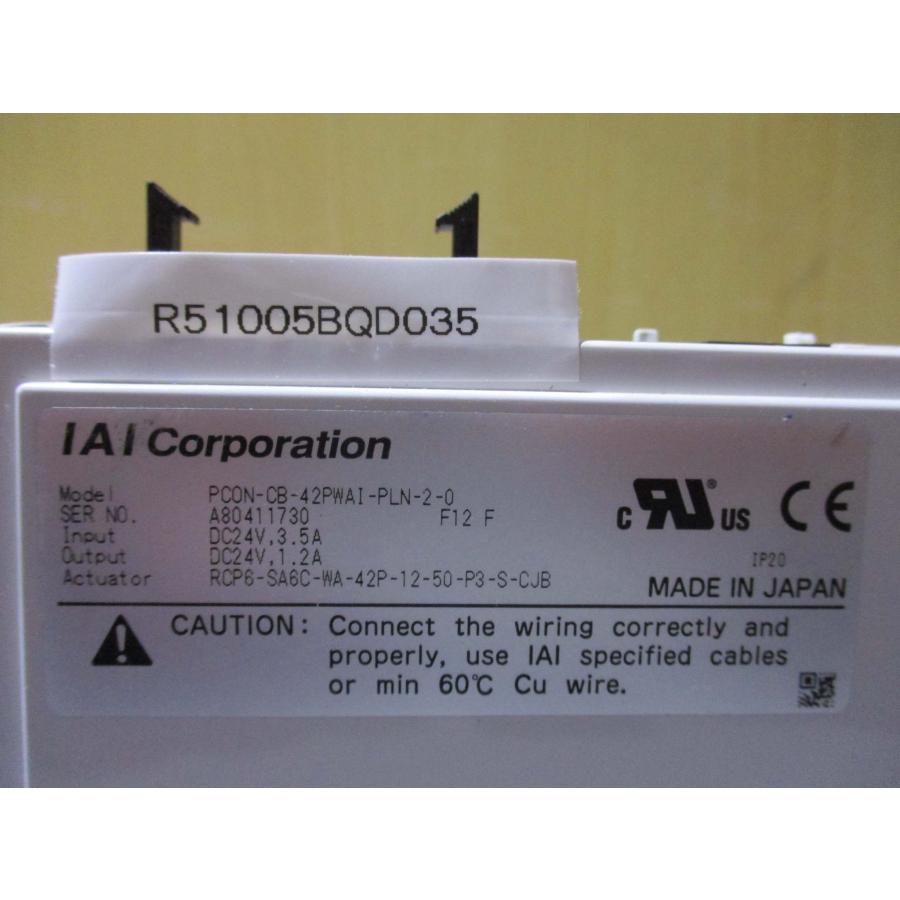 R51005BQD035
IAI Corporation
Model PCON-CB-42PWAI-PLN-2-0
SER NO. A80411730 F12 F
Input DC24V,3.5A
Output DC24V,1.2A
Actuator RCP6-SA6C-WA-42P-12-50-P3-S-CJB
C RU ® US CE
IP20
MADE IN JAPAN
CAUTION: Connect the wiring correctly and
properly, use IAI specified cables
or min 60℃ Cu wire.